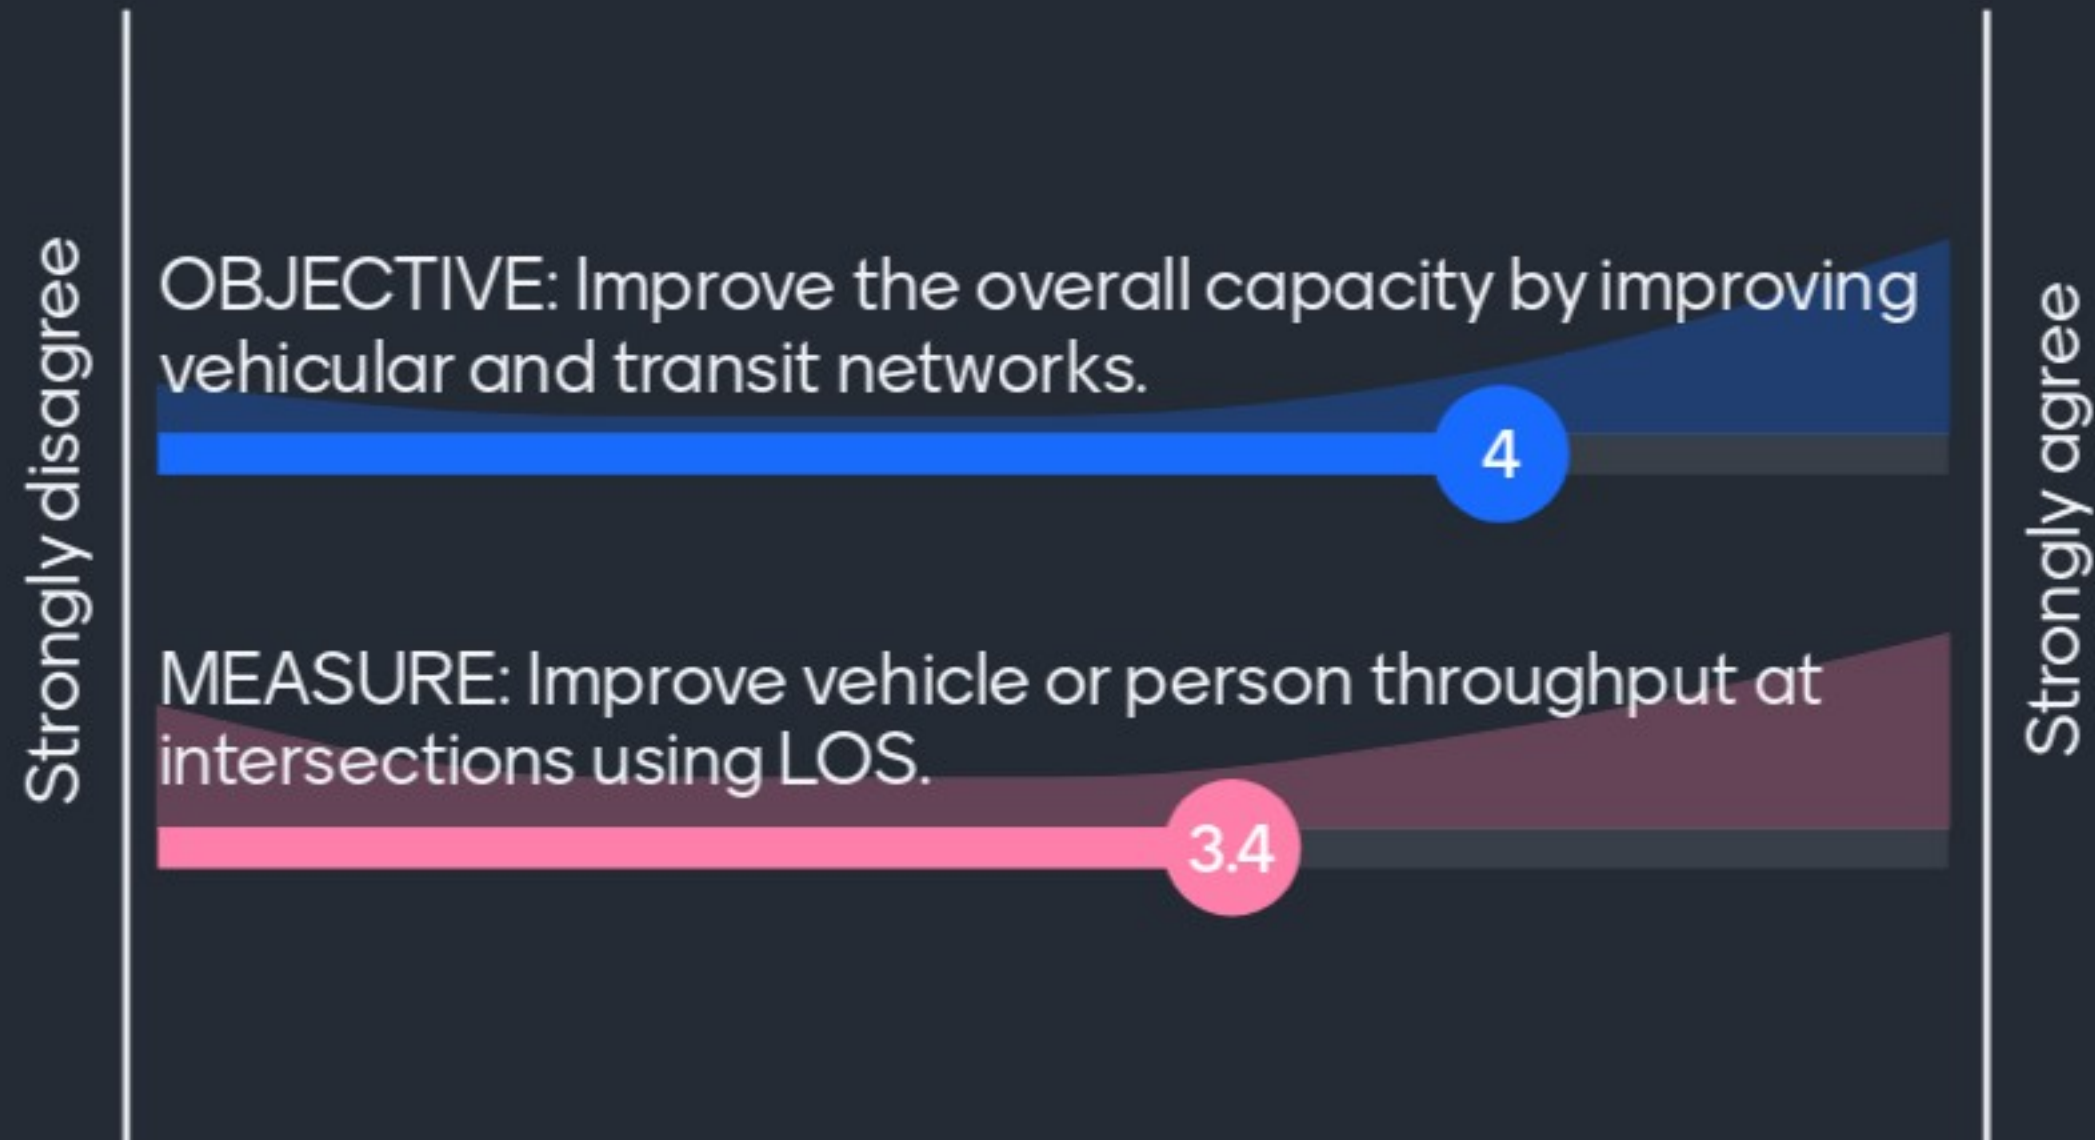 Strongly disagree
OBJECTIVE: Improve the overall capacity by improving
vehicular and transit networks.
4
MEASURE: Improve vehicle or person throughput at
intersections using LOS.
3.4
Strongly agree